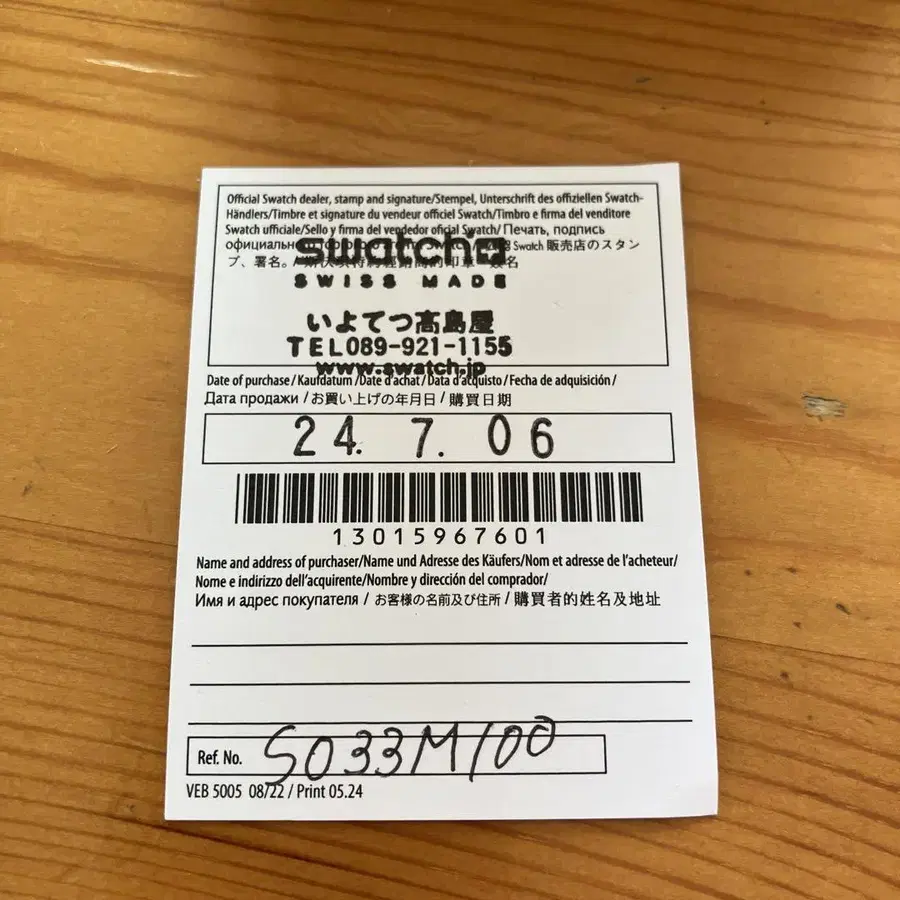 Official Swatch dealer, stamp and signature/Stempel, Unterschrift des offiziellen Swatch-
Händlers/Timbre et signature du vendeur officiel Swatch/Timbro e firma del venditore
Swatch ufficiale/Sello y firma del vendedor oficial Swatch/ Печать, подпись
販売店のスタン
プ、署名。/
swatch
SWISS MADE
いよてつ髙島屋
TEL089-921-1155
www.swatch.jp
Date of purchase/Kaufdatum/Date d'achat/Data d'acquisto/Fecha de adquisición/
Дата продажи /お買い上げの年月日/ 購買日期
24. 7. 06
13015967601
Name and address of purchaser/Name und Adresse des Käufers/Nom et adresse de l'acheteur/
Nome e indirizzo dell'acquirente/Nombre y dirección del comprador/
Имя и адрес покупателя / お客様の名前及び住所 / 購買者的姓名及地址
Ref. No. SO33M100
VEB 5005 08/22 / Print 05.24